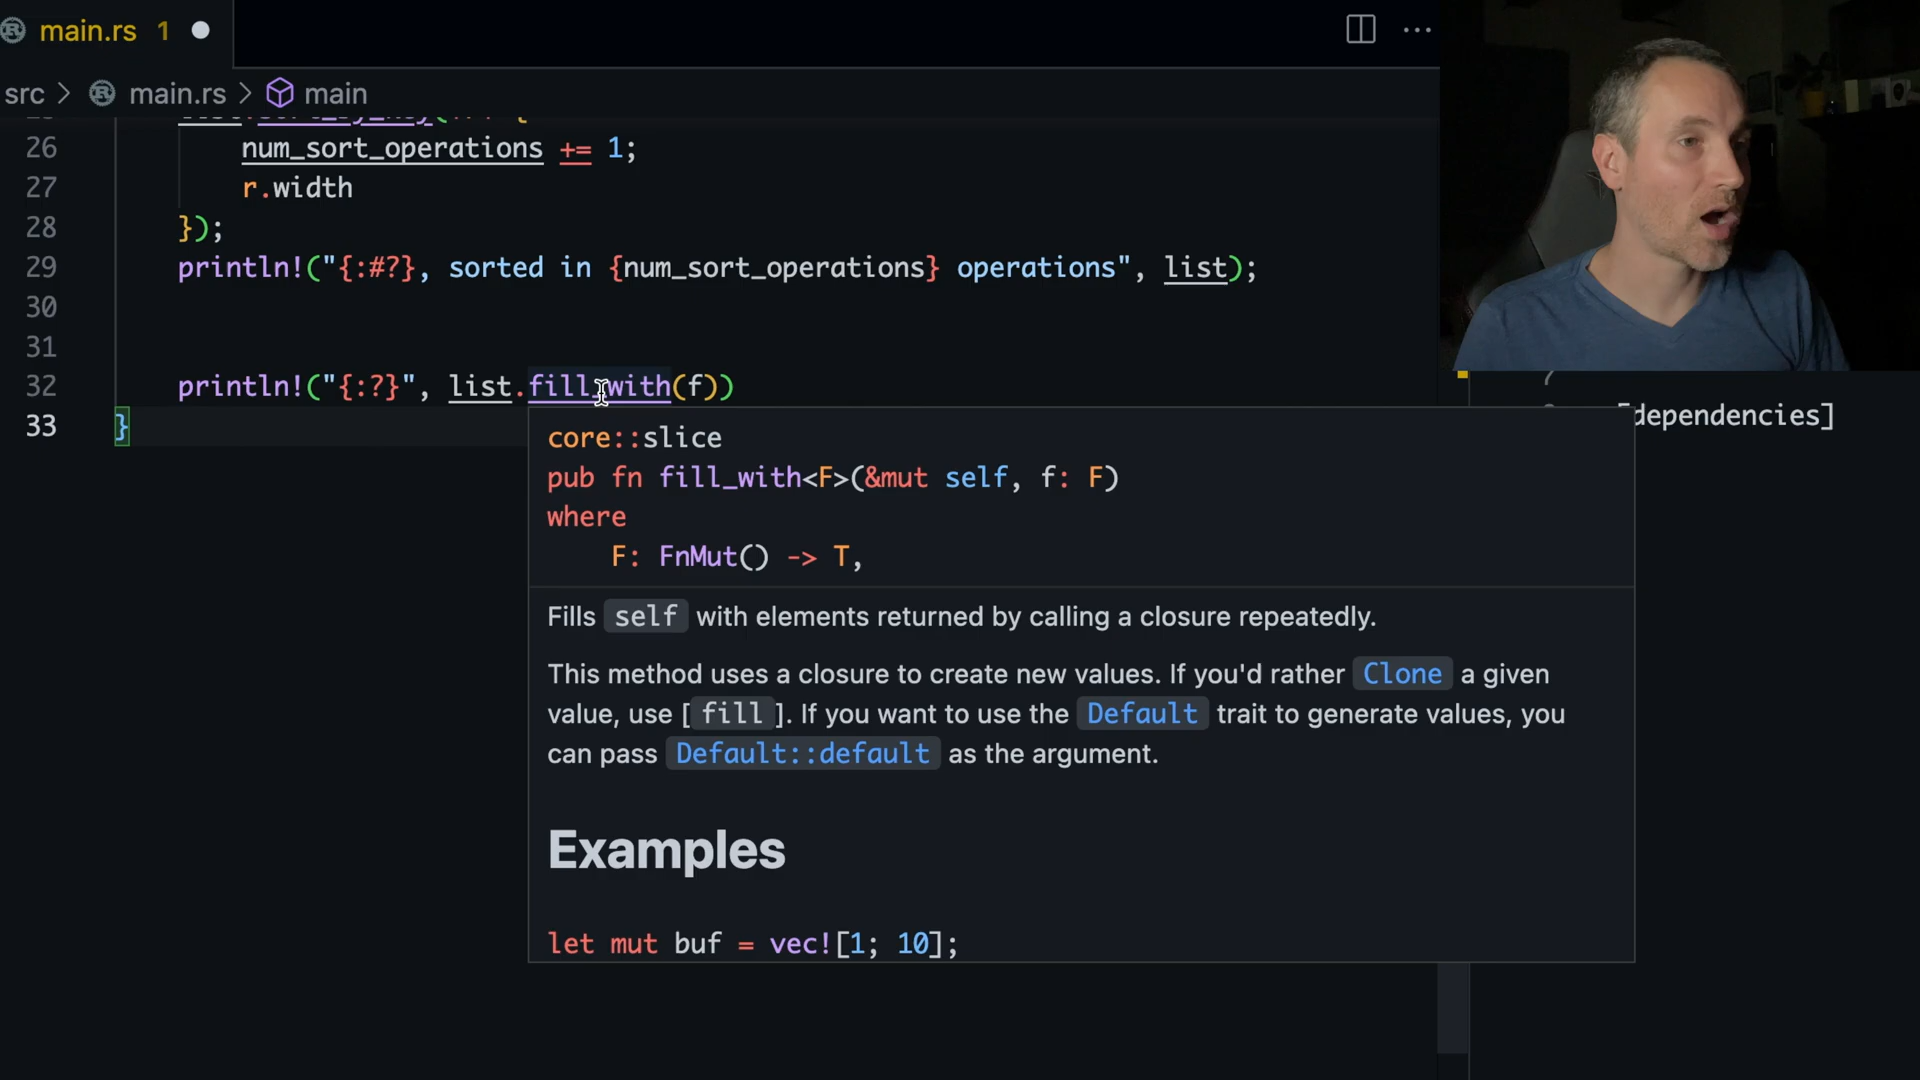 main.rs 1
src > main.rs > main
26 num_sort_operations += 1;
27 r.width
28 });
29 println!("{:#?}, sorted in {num_sort_operations} operations", list);
30
31
32 println!("{:?}", list.fill_with(f))
33 }
core::slice
pub fn fill_with<F>(&mut self, f: F)
where
F: FnMut() -> T,
Fills self with elements returned by calling a closure repeatedly.
This method uses a closure to create new values. If you'd rather Clone a given
value, use [ fill ]. If you want to use the Default trait to generate values, you
can pass Default::default as the argument.
Examples
let mut buf = vec![1; 10];
[dependencies]